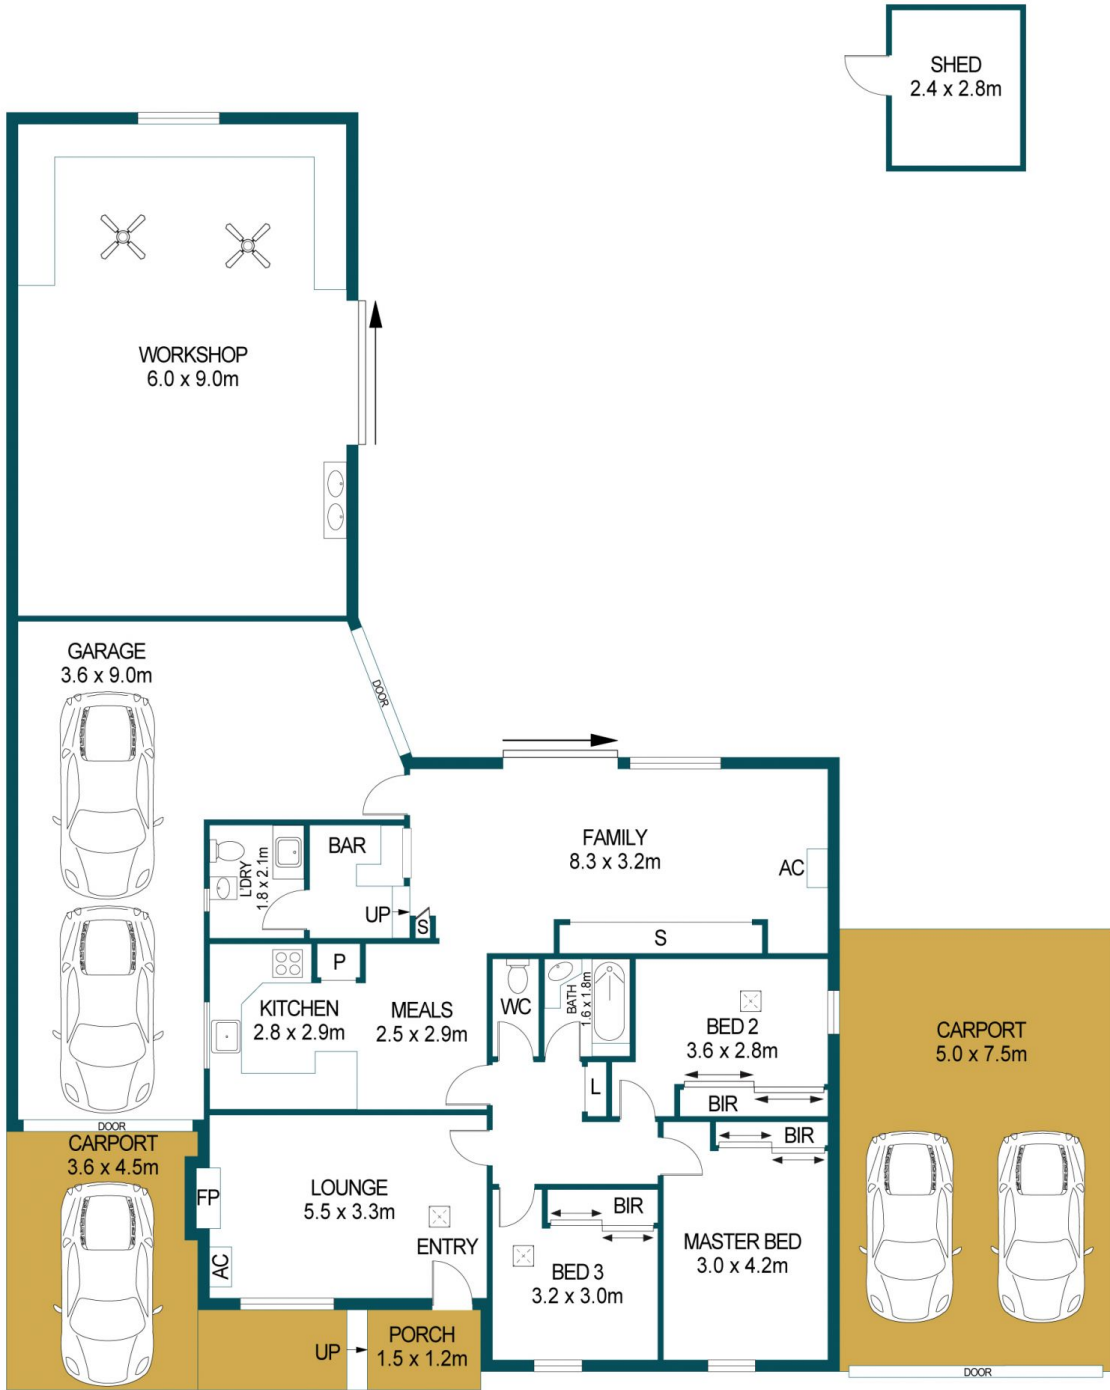 SHED
2.4 x 2.8m
WORKSHOP
6.0 x 9.0m
GARAGE
3.6 x 9.0m
DOOR
FAMILY
8.3 x 3.2m
AC
BAR
L'DRY
1.8 x 2.1m
UP
S
S
P
KITCHEN
2.8 x 2.9m
MEALS
2.5 x 2.9m
WC
BATH
1.6 x 1.8m
BED 2
3.6 x 2.8m
BIR
L
CARPORT
5.0 x 7.5m
DOOR
CARPORT
3.6 x 4.5m
FP
AC
LOUNGE
5.5 x 3.3m
ENTRY
BIR
BED 3
3.2 x 3.0m
BIR
MASTER BED
3.0 x 4.2m
UP
PORCH
1.5 x 1.2m
DOOR